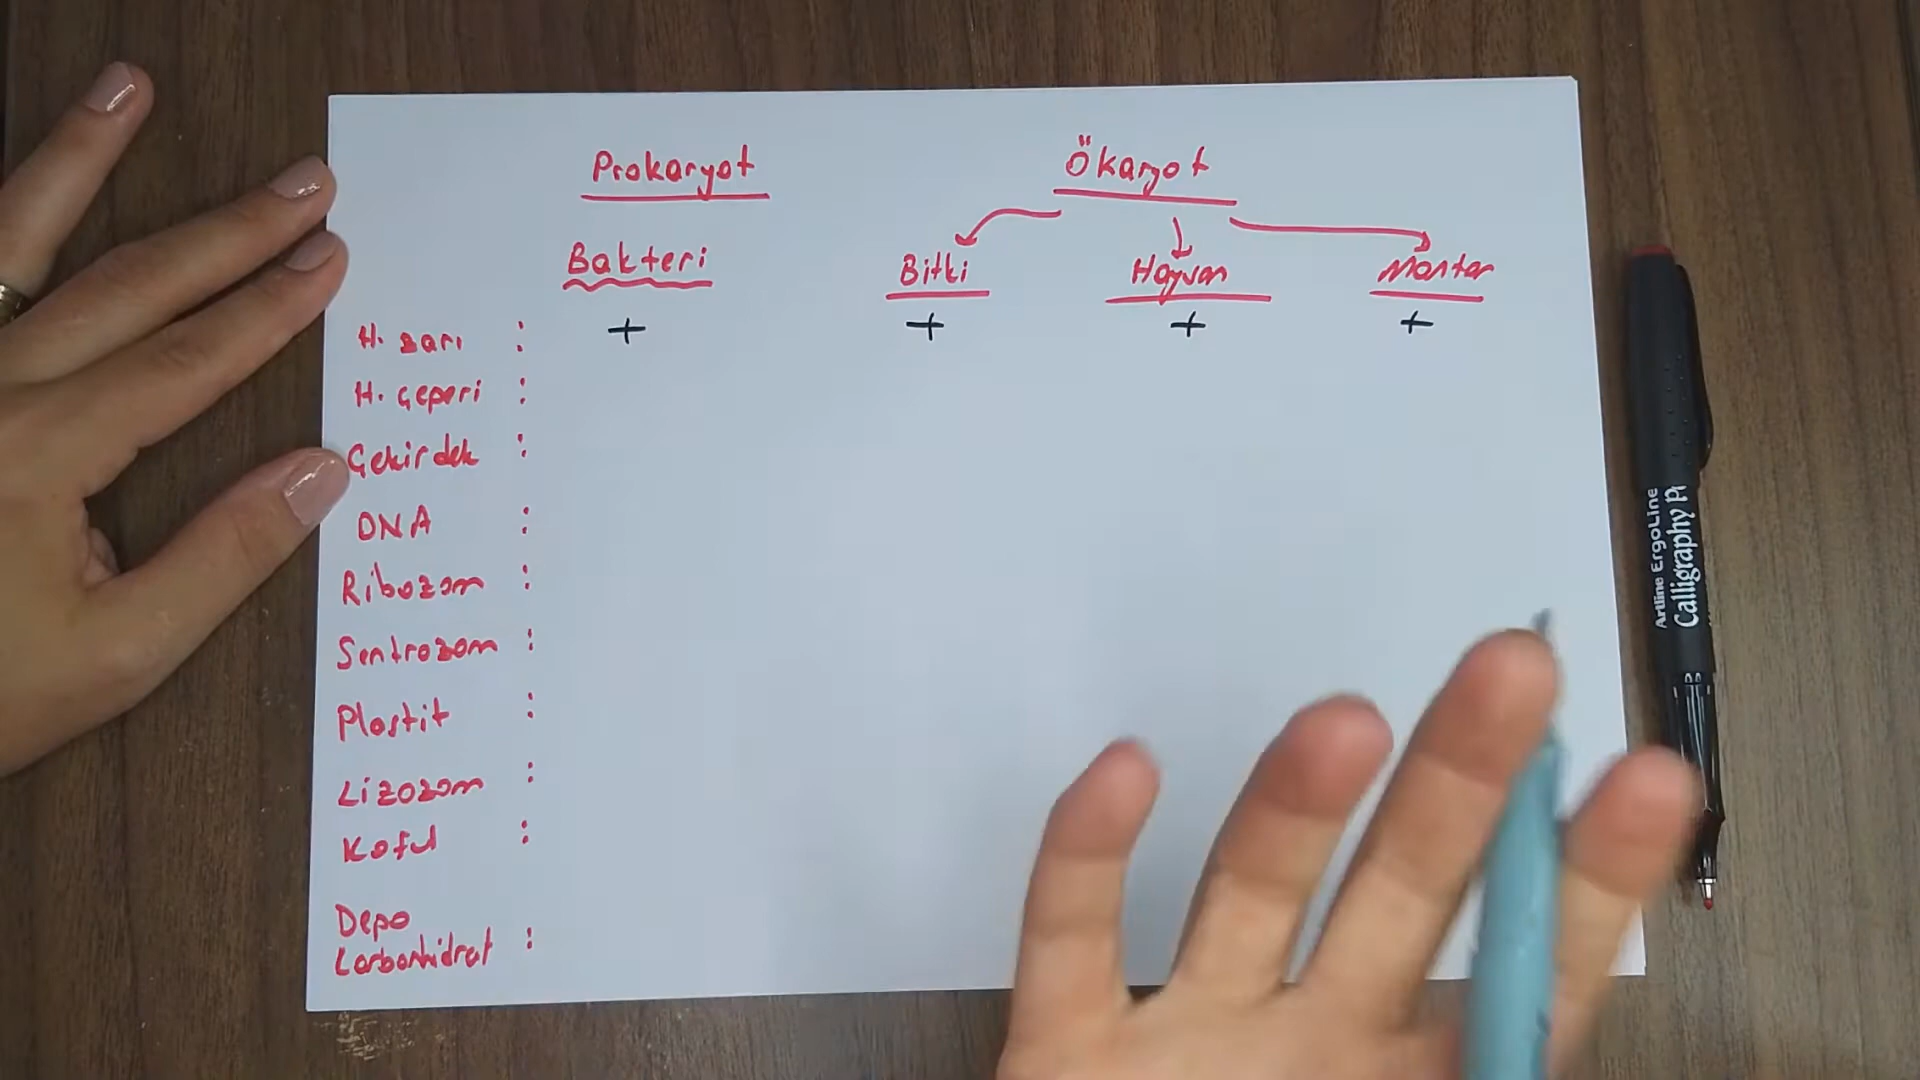 Prokaryot Ökaryot
Bakteri Bitki Hayvan Mantar
H. zarı : + + + +
H. Çeperi :
Çekirdek :
DNA :
Ribozom :
Sentrozom :
Plastit :
Lizozom :
Koful :
Depo
karbonhidrat :
Artline ErgoLine
Calligraphy